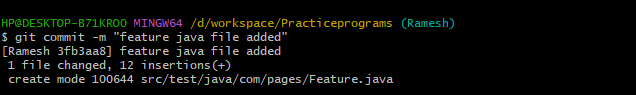 HP@DESKTOP-B71KROO MINGW64 /d/workspace/Practiceprograms (Ramesh)
$ git commit -m "feature java file added"
[Ramesh 3fb3aa8] feature java file added
 1 file changed, 12 insertions(+)
 create mode 100644 src/test/java/com/pages/Feature.java